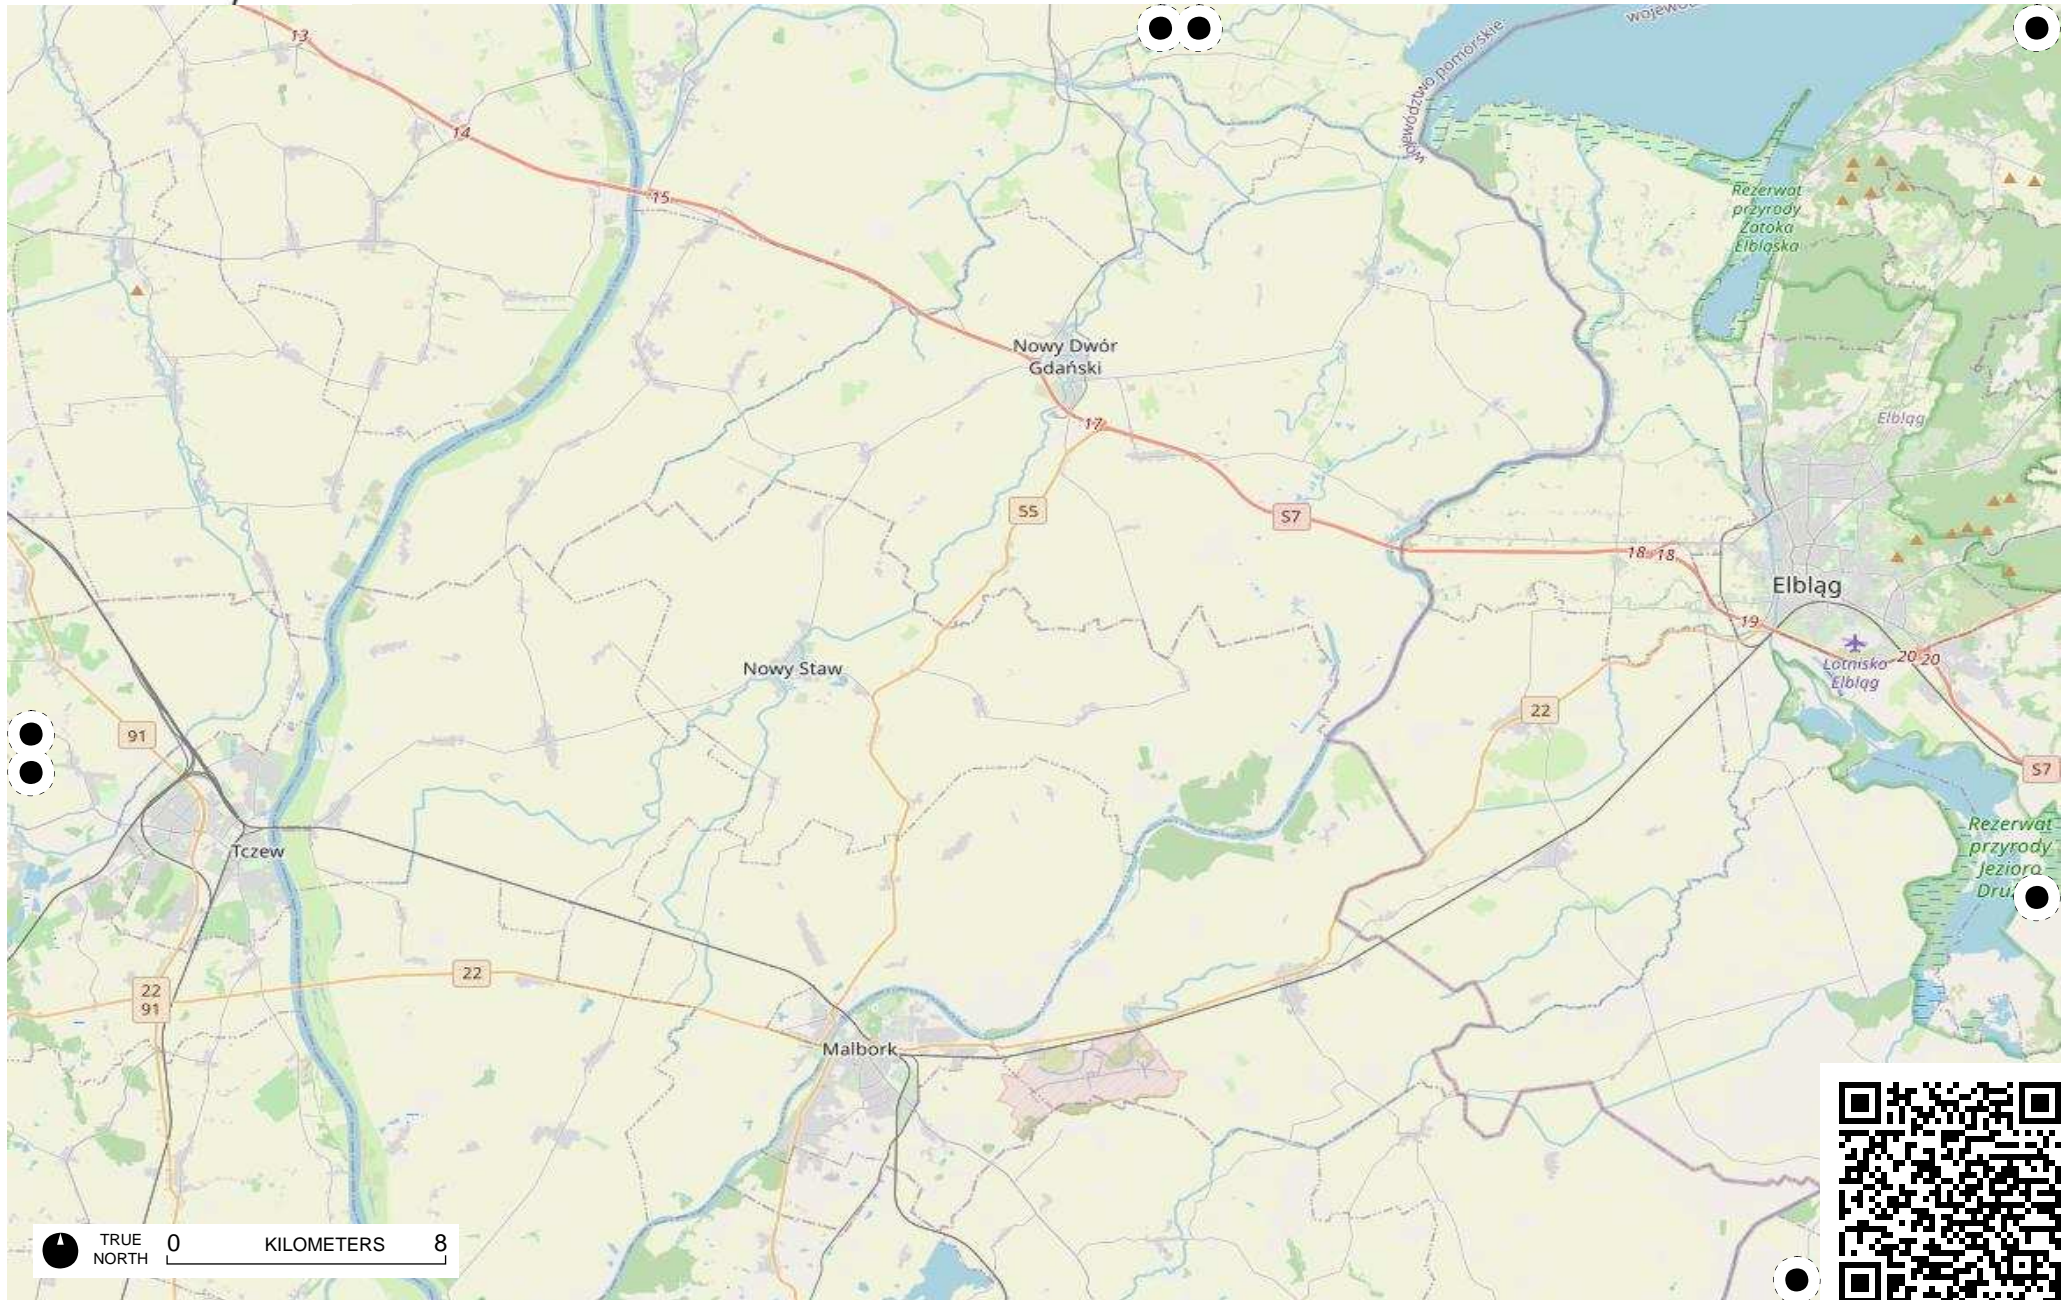 13
województwo pomorskie
14
15
Rezerwat
przyrody
Zatoka
Elbląska
Nowy Dwór
Gdański
17
Elbląg
55
S7
18
18
Elbląg
19
Lotnisko
Elbląg
20
20
Nowy Staw
91
22
S7
Tczew
Rezerwat
przyrody
Jezioro
22
22
91
Malbork
TRUE
NORTH
0
KILOMETERS
8